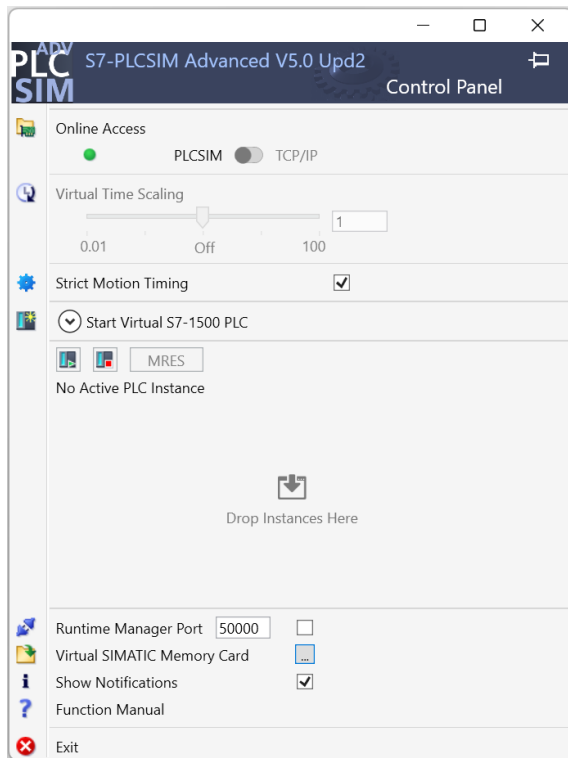 PLC ADV
SIM
S7-PLCSIM Advanced V5.0 Upd2
Control Panel
Online Access
PLCSIM TCP/IP
Virtual Time Scaling
1
0.01 Off 100
Strict Motion Timing
Start Virtual S7-1500 PLC
MRES
No Active PLC Instance
Drop Instances Here
Runtime Manager Port 50000
Virtual SIMATIC Memory Card ...
Show Notifications
Function Manual
Exit